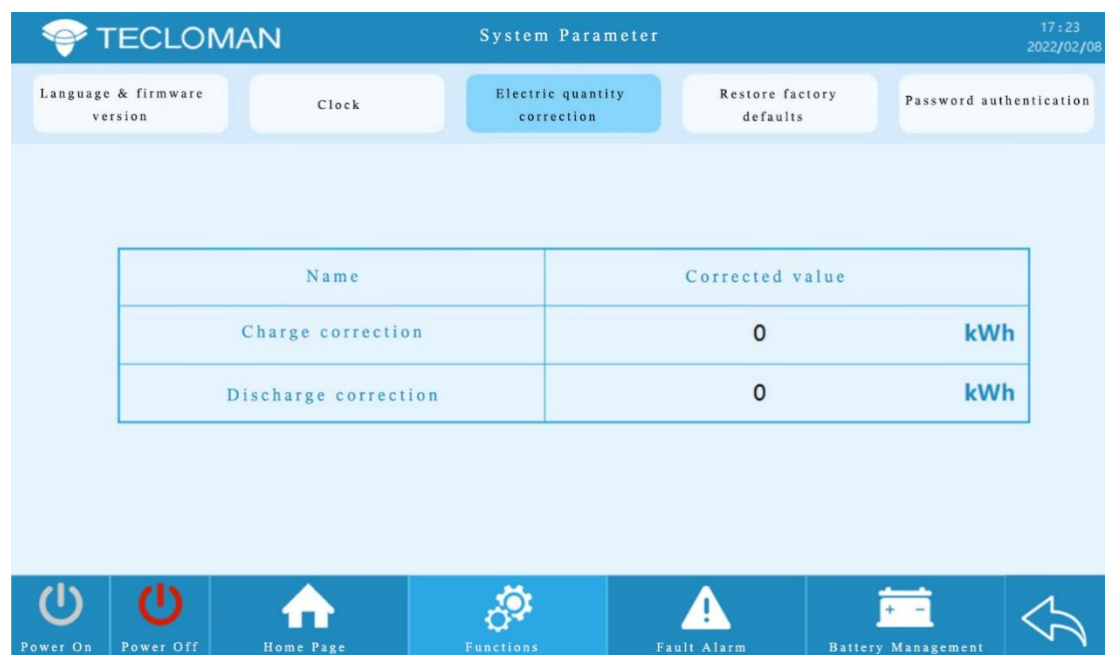 TECLOMAN
System Parameter
17:23
2022/02/08
Language & firmware
version
Clock
Electric quantity
correction
Restore factory
defaults
Password authentication
Name
Corrected value
Charge correction
0
kWh
Discharge correction
0
kWh
Power On
Power Off
Home Page
Functions
Fault Alarm
+ -
Battery Management